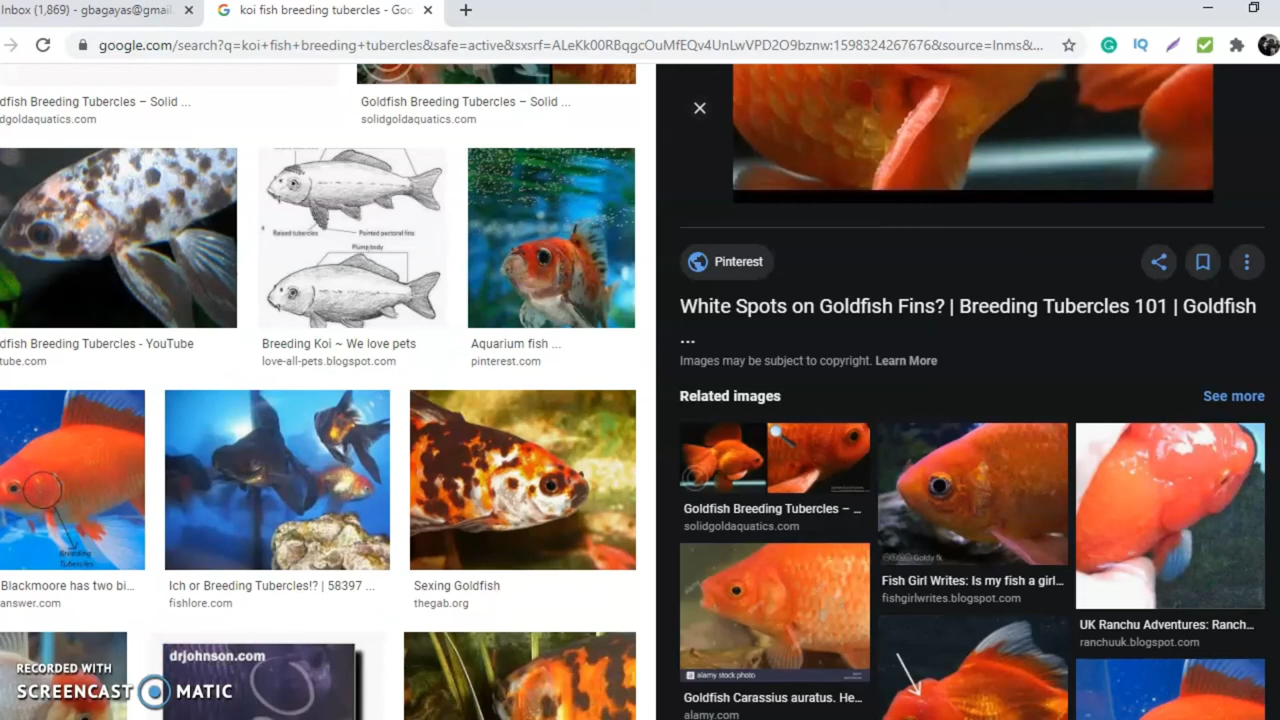 Inbox (1,869) - gbagayas@gmail.
koi fish breeding tubercles - Goo
google.com/search?q=koi+fish+breeding+tubercles&safe=active&sxsrf=ALeKk00RBqgcOuMfEQv4UnLwVPD2O9bznw:1598324267676&source=lnms&...
IQ
dfish Breeding Tubercles – Solid ...
dgoldaquatics.com
Goldfish Breeding Tubercles – Solid ...
solidgoldaquatics.com
Raised tubercles
Pointed pectoral fins
Plump body
dfish Breeding Tubercles - YouTube
tube.com
Breeding Koi ~ We love pets
love-all-pets.blogspot.com
Aquarium fish ...
pinterest.com
Breeding
Tubercles
Blackmoore has two bi...
answer.com
Ich or Breeding Tubercles!? | 58397 ...
fishlore.com
Sexing Goldfish
thegab.org
drjohnson.com
RECORDED WITH
SCREENCAST MATIC
Pinterest
White Spots on Goldfish Fins? | Breeding Tubercles 101 | Goldfish
...
Images may be subject to copyright. Learn More
Related images
See more
Goldfish Breeding Tubercles – ...
solidgoldaquatics.com
Goldy fk
Fish Girl Writes: Is my fish a girl...
fishgirlwrites.blogspot.com
UK Ranchu Adventures: Ranch...
ranchuuk.blogspot.com
alamy stock photo
Goldfish Carassius auratus. He...
alamy.com